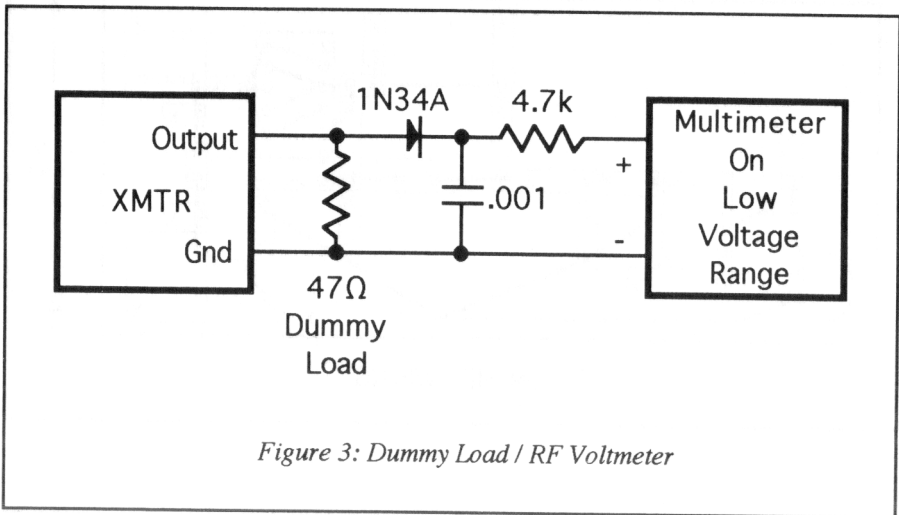 1N34A
4.7k
Output
XMTR
Gnd
.001
+
-
Multimeter
On
Low
Voltage
Range
47Ω
Dummy
Load
Figure 3: Dummy Load / RF Voltmeter